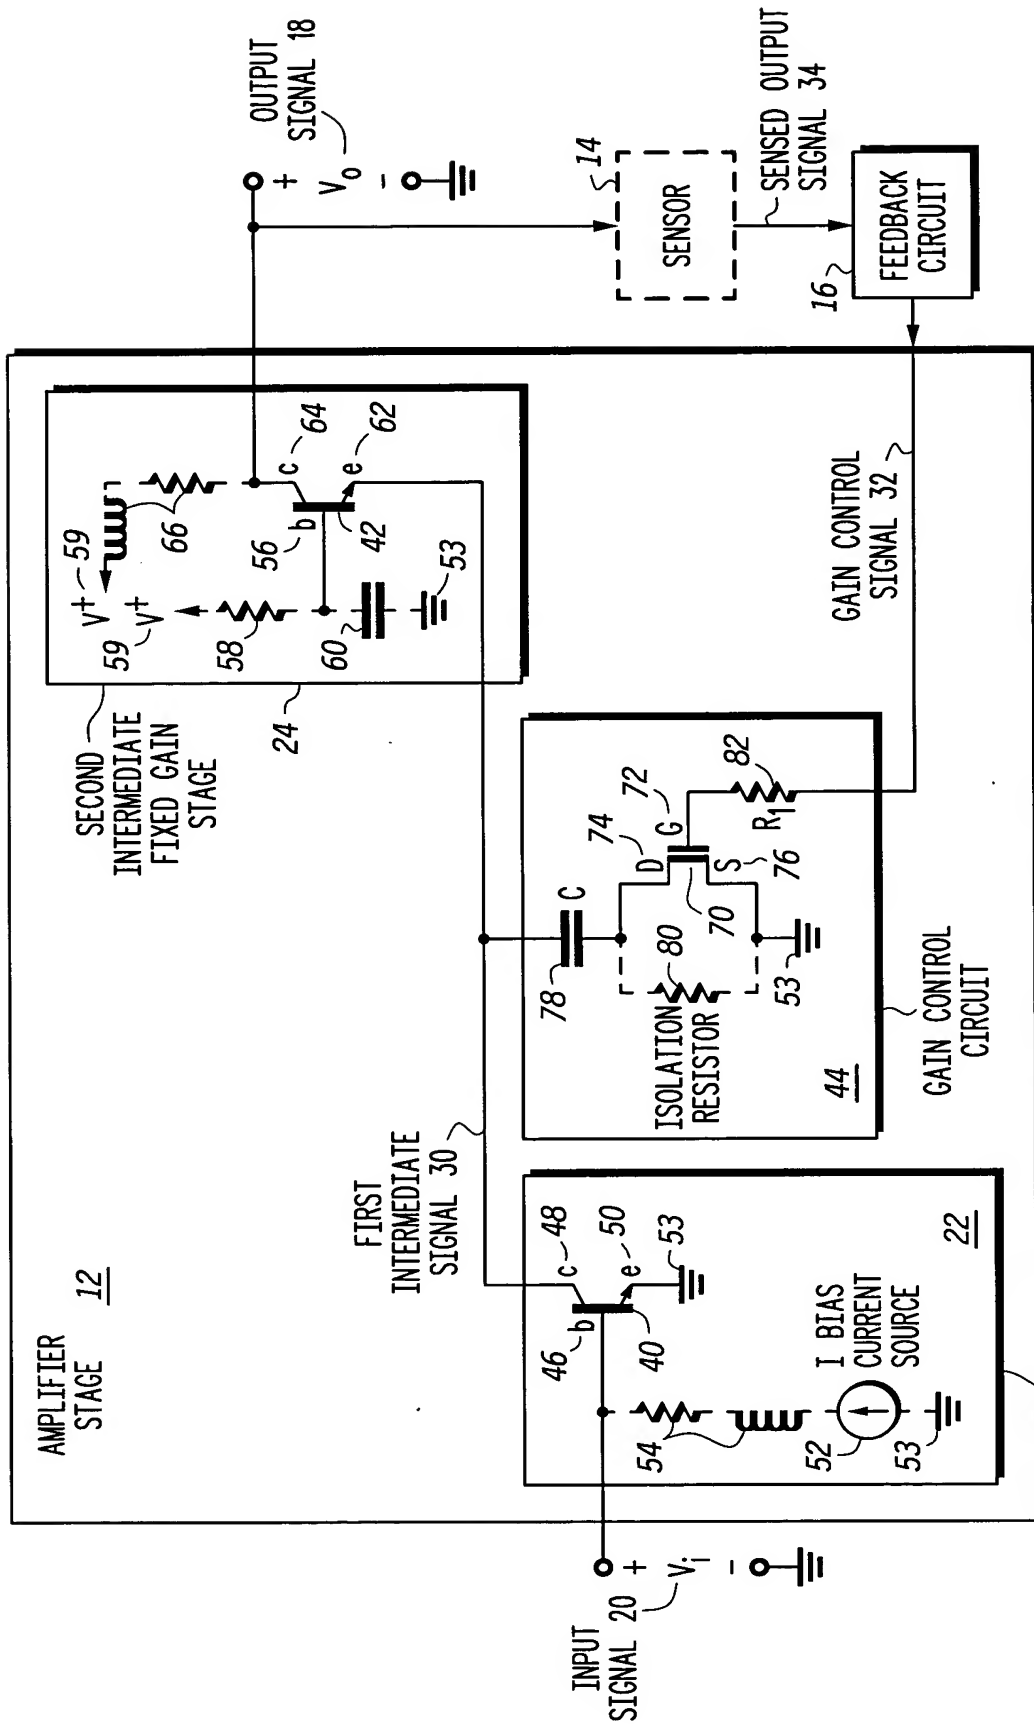 AMPLIFIER
STAGE
12
SECOND
INTERMEDIATE
FIXED GAIN
STAGE
24
59
V+
59
V+
66
58
60
56
b
c
64
e
62
42
53
OUTPUT
SIGNAL 18
+
Vo
-
FIRST
INTERMEDIATE
SIGNAL 30
INPUT
SIGNAL 20
+
Vi
-
46
b
c
48
e
50
53
40
54
52
53
I BIAS
CURRENT
SOURCE
22
78
C
80
ISOLATION
RESISTOR
74
D
72
G
S
76
70
53
82
R1
44
GAIN CONTROL
CIRCUIT
GAIN CONTROL
SIGNAL 32
14
SENSOR
SENSED OUTPUT
SIGNAL 34
16
FEEDBACK
CIRCUIT